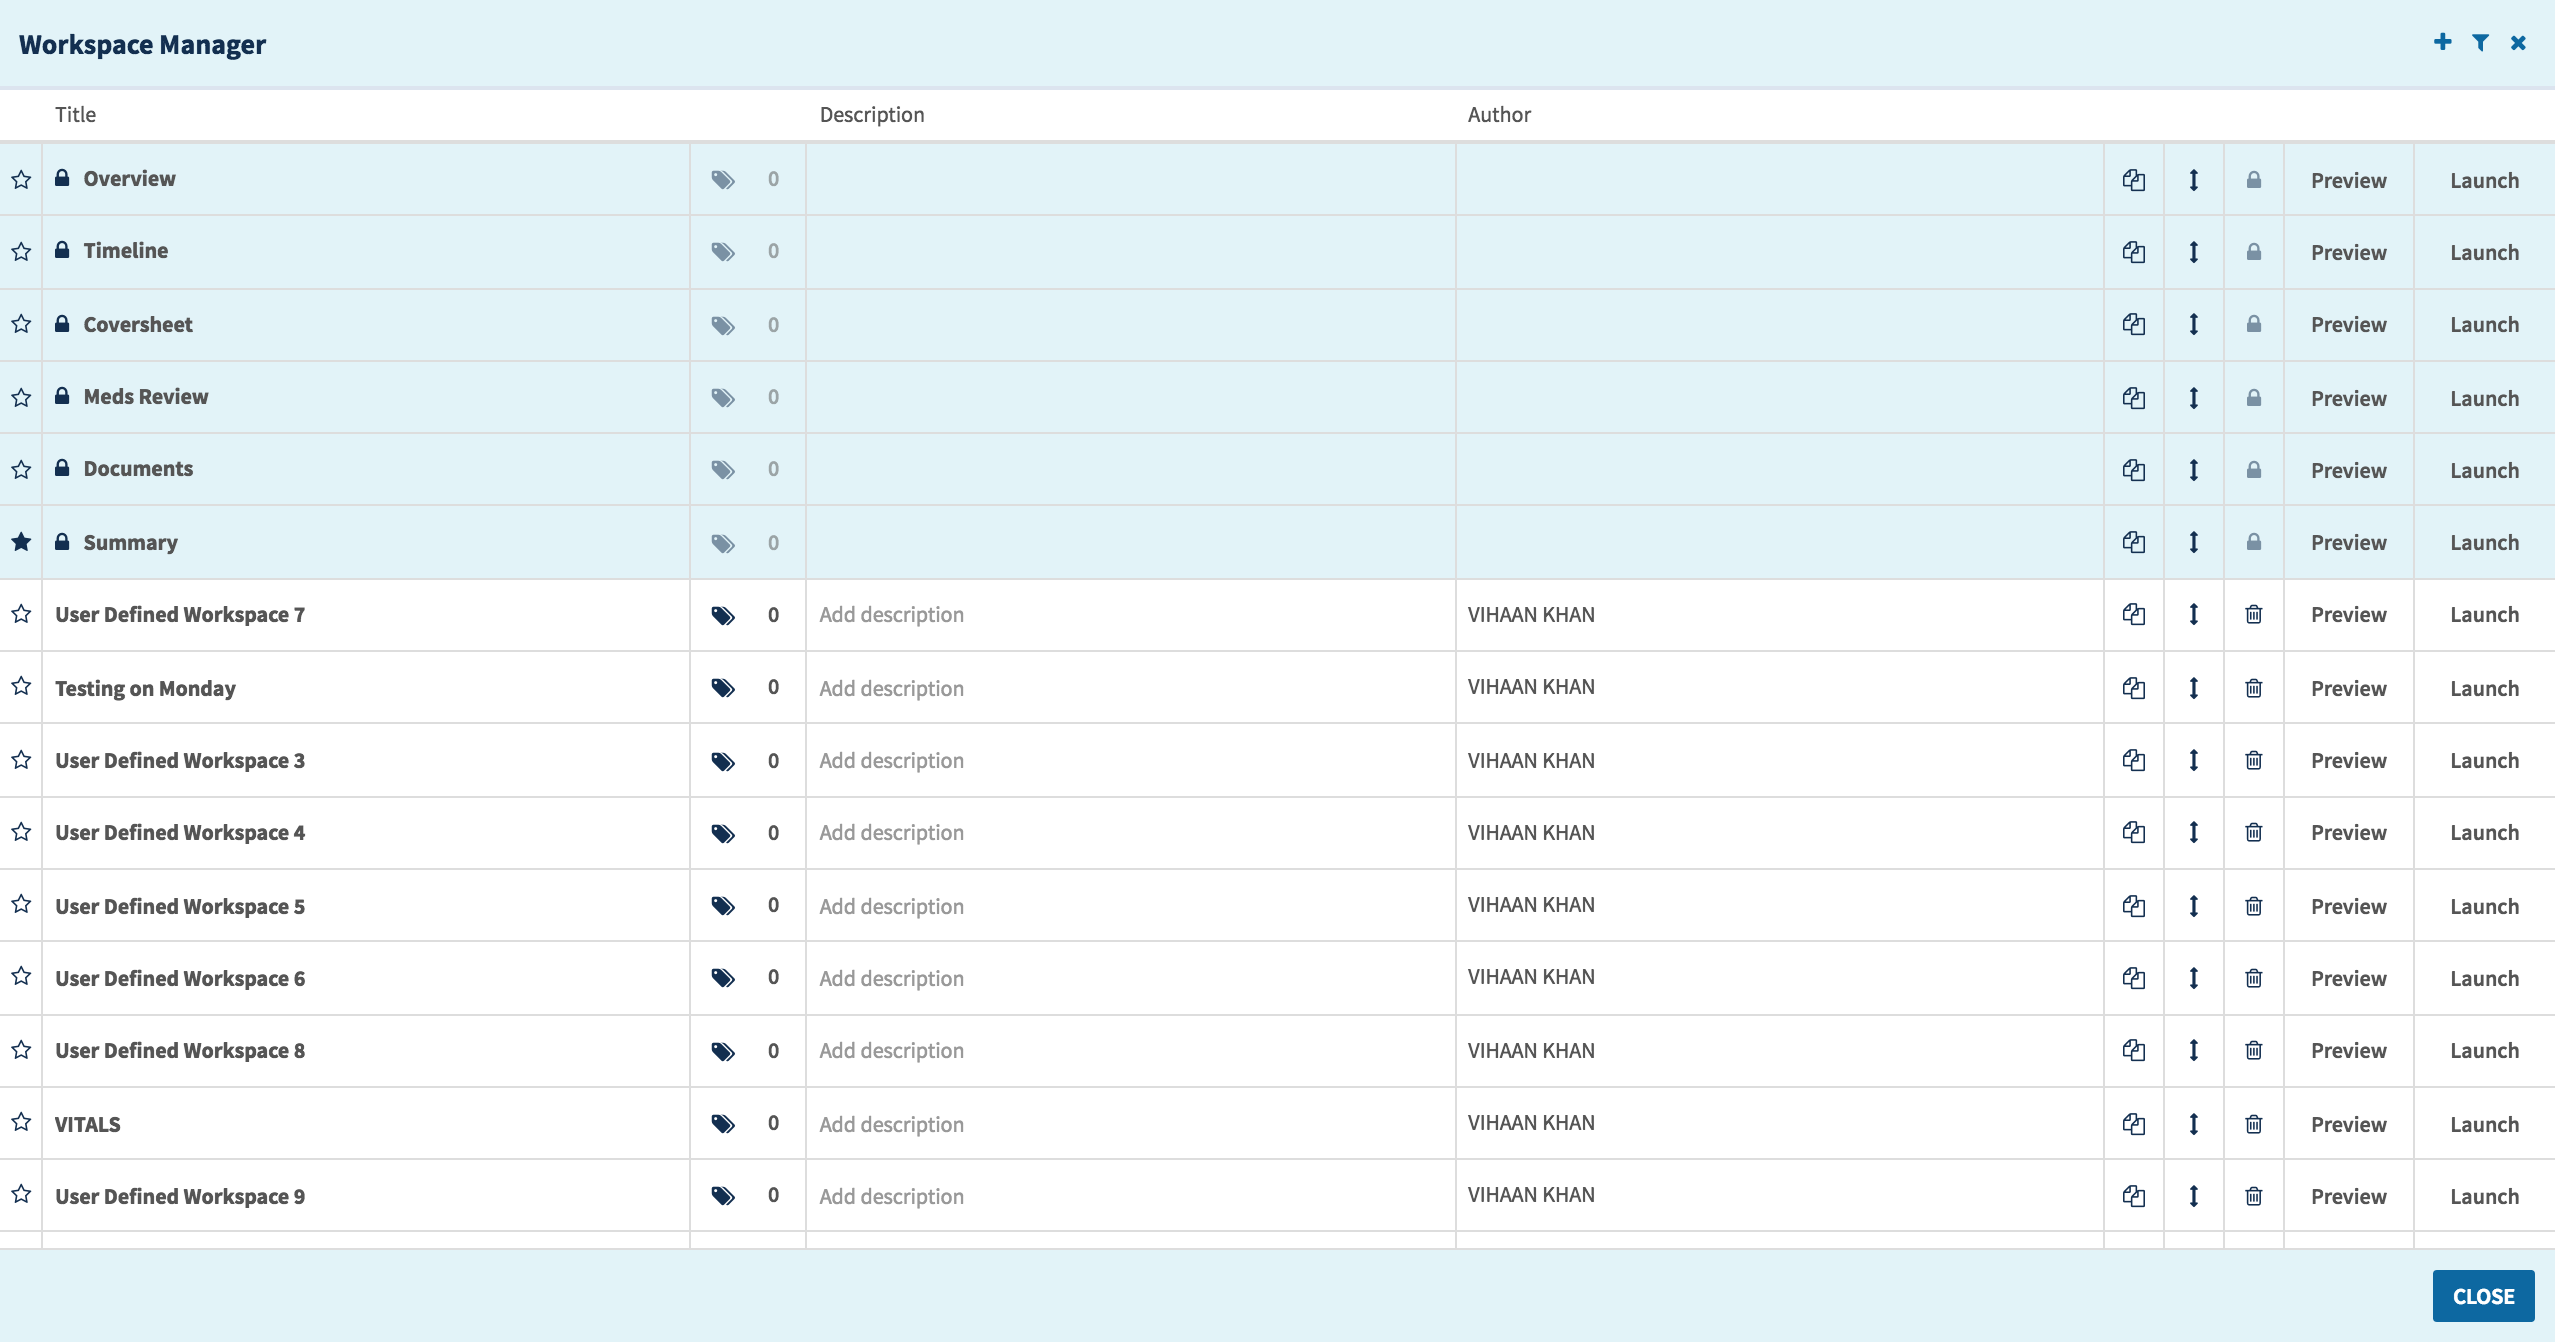 Workspace Manager
Title Description Author
Overview 0 Preview Launch
Timeline 0 Preview Launch
Coversheet 0 Preview Launch
Meds Review 0 Preview Launch
Documents 0 Preview Launch
Summary 0 Preview Launch
User Defined Workspace 7 0 Add description VIHAAN KHAN Preview Launch
Testing on Monday 0 Add description VIHAAN KHAN Preview Launch
User Defined Workspace 3 0 Add description VIHAAN KHAN Preview Launch
User Defined Workspace 4 0 Add description VIHAAN KHAN Preview Launch
User Defined Workspace 5 0 Add description VIHAAN KHAN Preview Launch
User Defined Workspace 6 0 Add description VIHAAN KHAN Preview Launch
User Defined Workspace 8 0 Add description VIHAAN KHAN Preview Launch
VITALS 0 Add description VIHAAN KHAN Preview Launch
User Defined Workspace 9 0 Add description VIHAAN KHAN Preview Launch
CLOSE